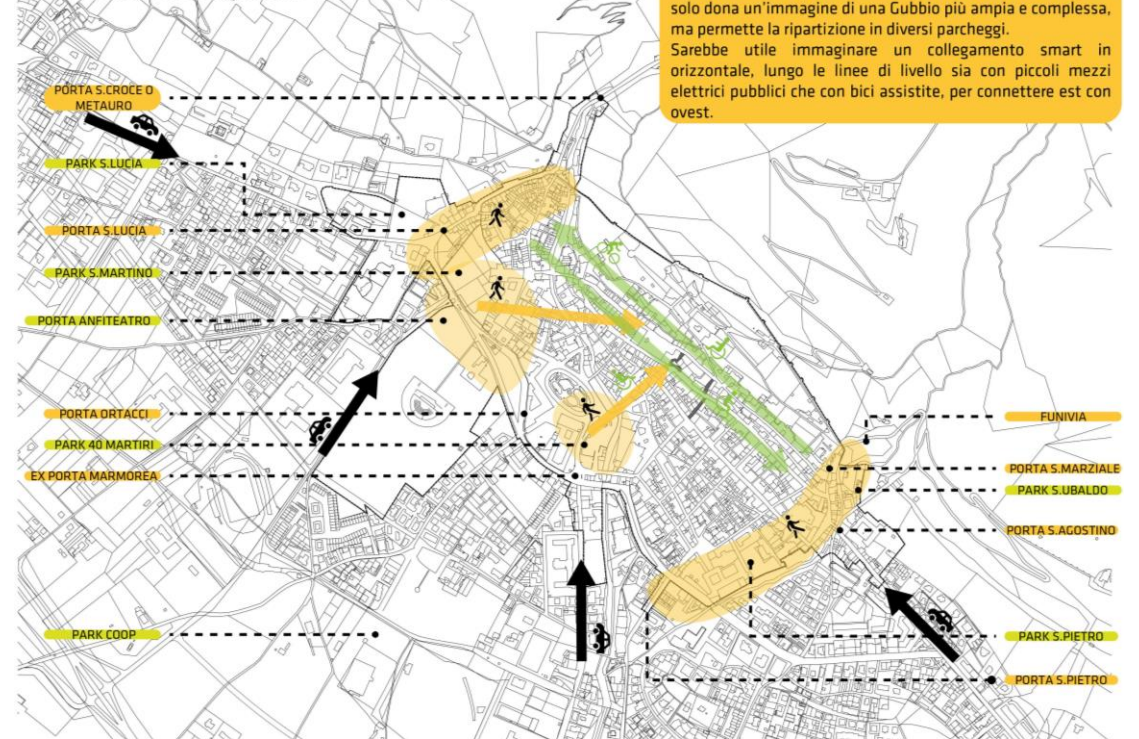 solo dona un'immagine di una Gubbio più ampia e complessa,
ma permette la ripartizione in diversi parcheggi.
Sarebbe utile immaginare un collegamento smart in
orizzontale, lungo le linee di livello sia con piccoli mezzi
elettrici pubblici che con bici assistite, per connettere est con
ovest.
PORTA S.CROCE O
METAURO
PARK S.LUCIA
PORTA S.LUCIA
PARK S.MARTINO
PORTA ANFITEATRO
PORTA ORTACCI
PARK 40 MARTIRI
EX PORTA MARMOREA
PARK COOP
FUNIVIA
PORTA S.MARZIALE
PARK S.UBALDO
PORTA S.AGOSTINO
PARK S.PIETRO
PORTA S.PIETRO